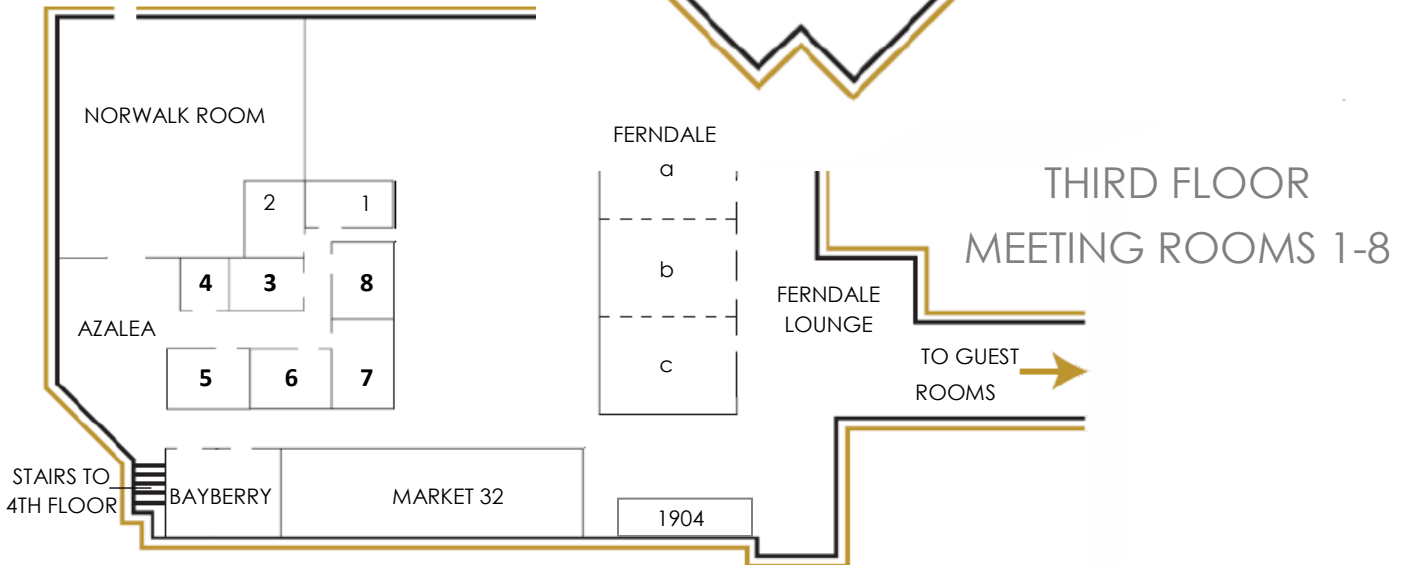 NORWALK ROOM
FERNDALE
a
THIRD FLOOR
MEETING ROOMS 1-8
2
1
b
4
3
8
FERNDALE
LOUNGE
AZALEA
TO GUEST
ROOMS
5
6
7
c
STAIRS TO
4TH FLOOR
BAYBERRY
MARKET 32
1904